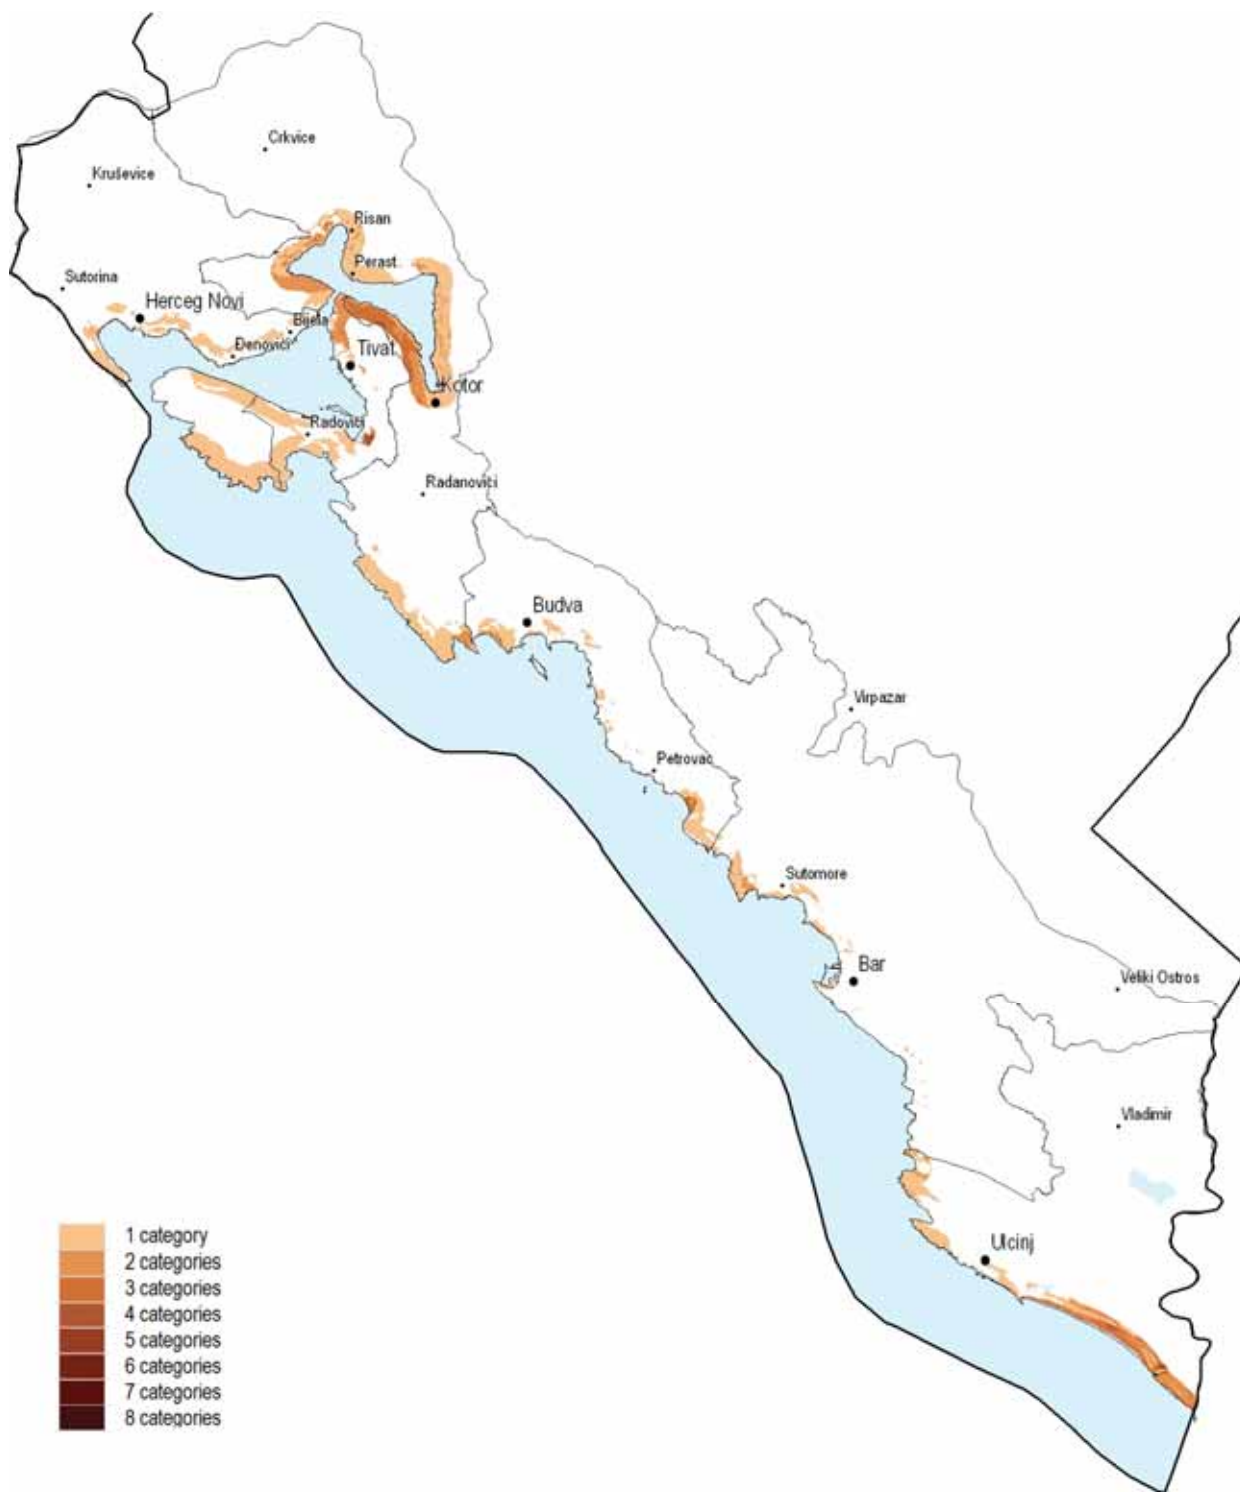 Crkvice
Kruševice
Risan
Perast
Sutorina
Herceg Novi
Bijela
Đenovići
Tivat
Kotor
Radovići
Radanovići
Budva
Virpazar
Petrovac
Sutomore
Bar
Veliki Ostros
Vladimir
Ulcinj
1 category
2 categories
3 categories
4 categories
5 categories
6 categories
7 categories
8 categories